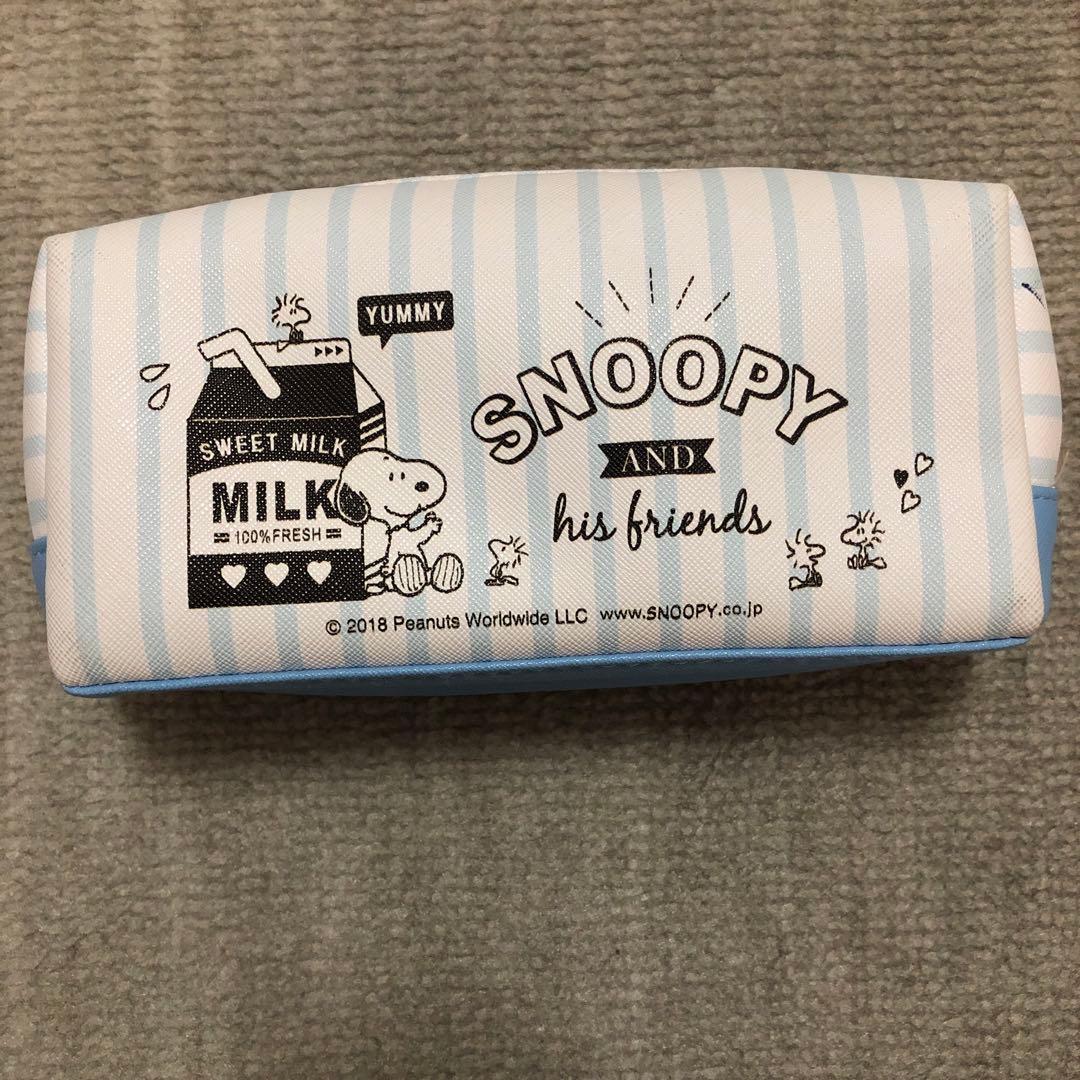 YUMMY
SWEET MILK
MILK
100% FRESH
SNOOPY
AND
his friends
© 2018 Peanuts Worldwide LLC www.SNOOPY.co.jp